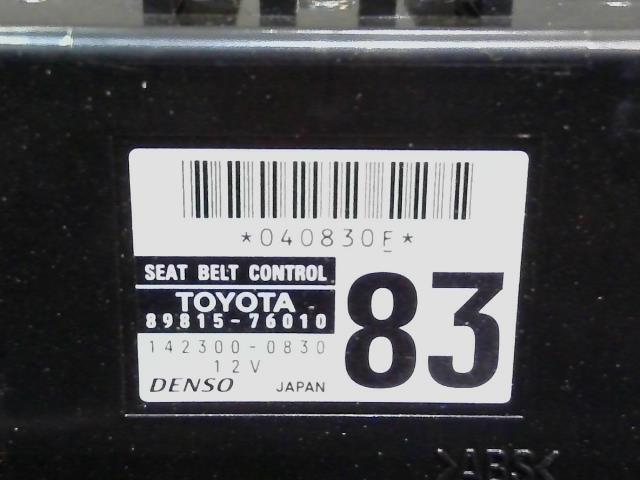 *040830F*
SEAT BELT CONTROL
TOYOTA
89815-76010
83
142300-0830
12V
DENSO JAPAN
>ABS<